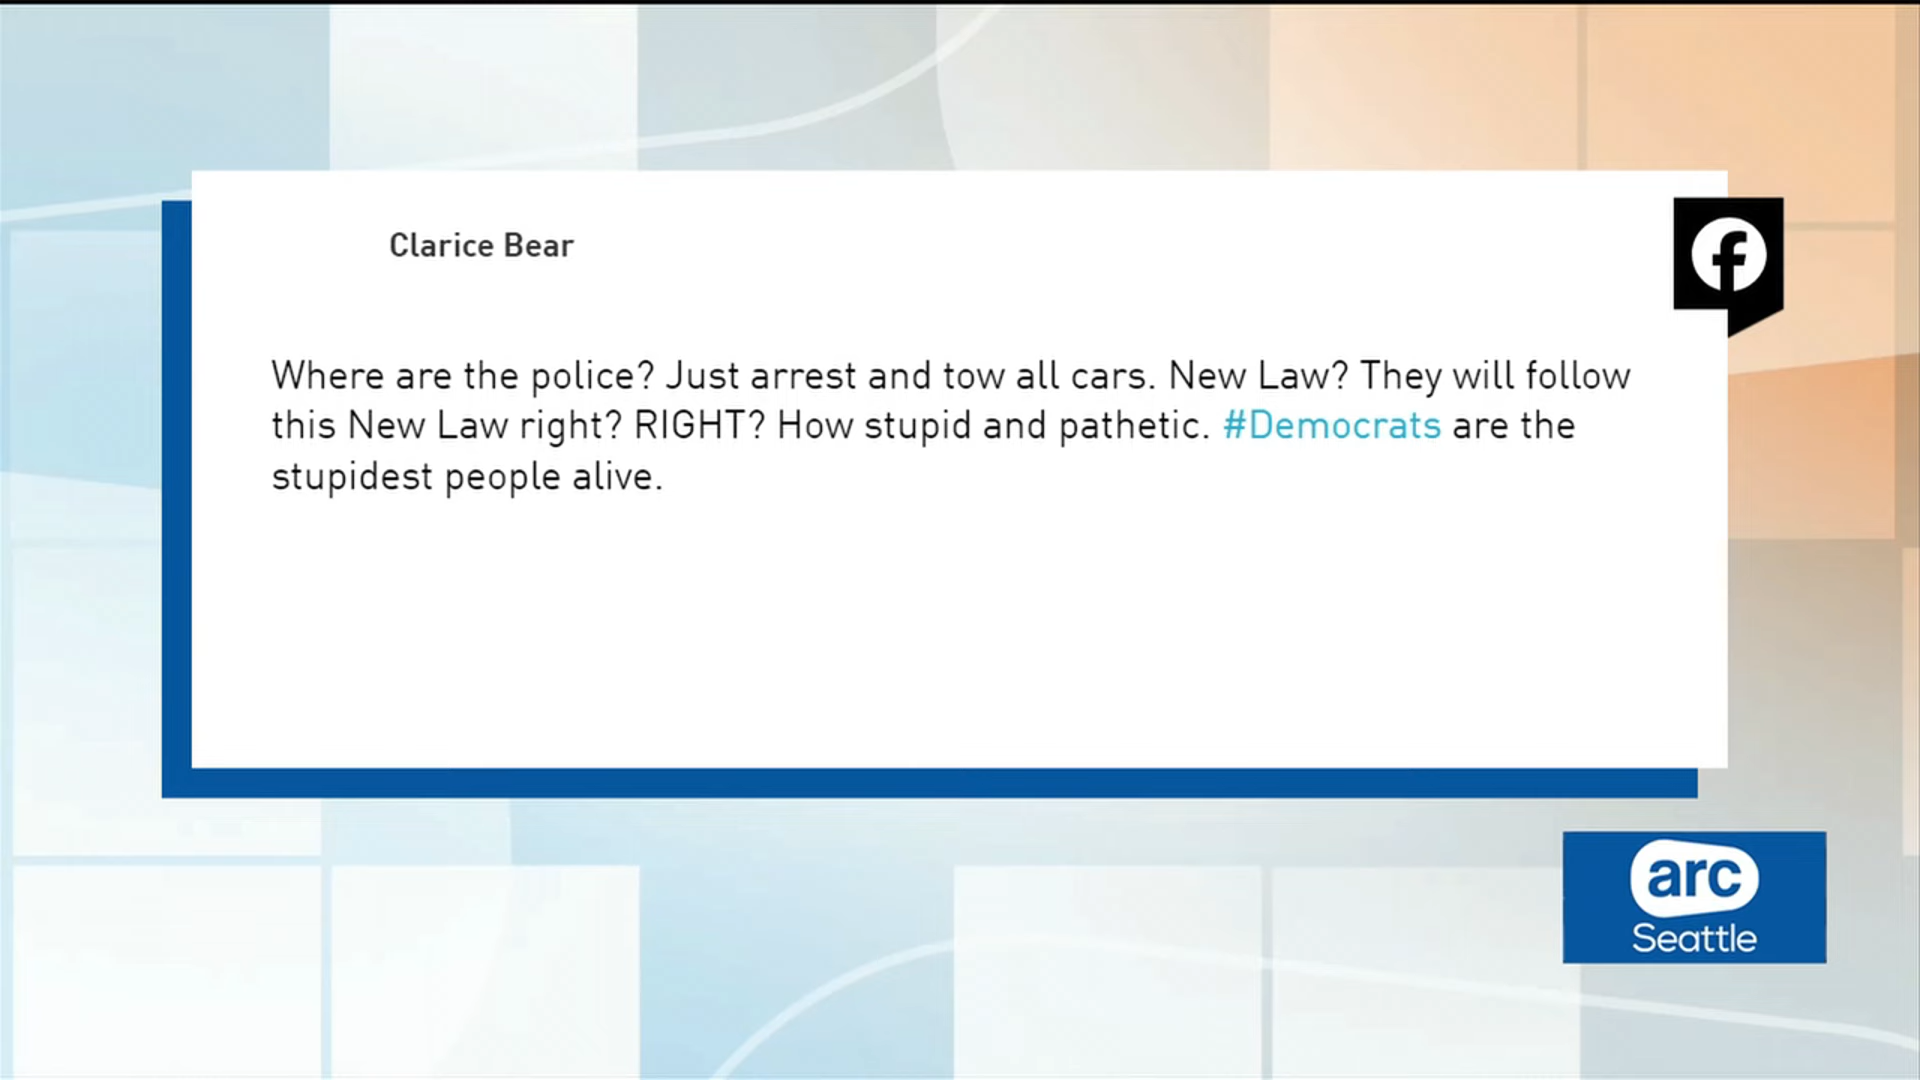 Clarice Bear
Where are the police? Just arrest and tow all cars. New Law? They will follow
this New Law right? RIGHT? How stupid and pathetic. #Democrats are the
stupidest people alive.
arc
Seattle